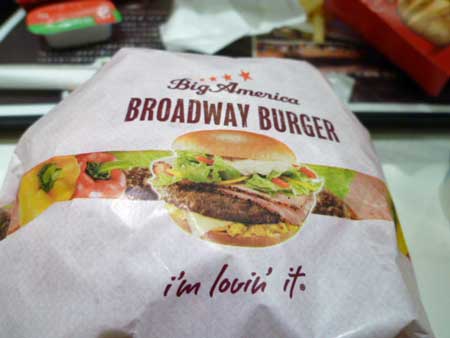 Big America
BROADWAY BURGER
i'm lovin' it.